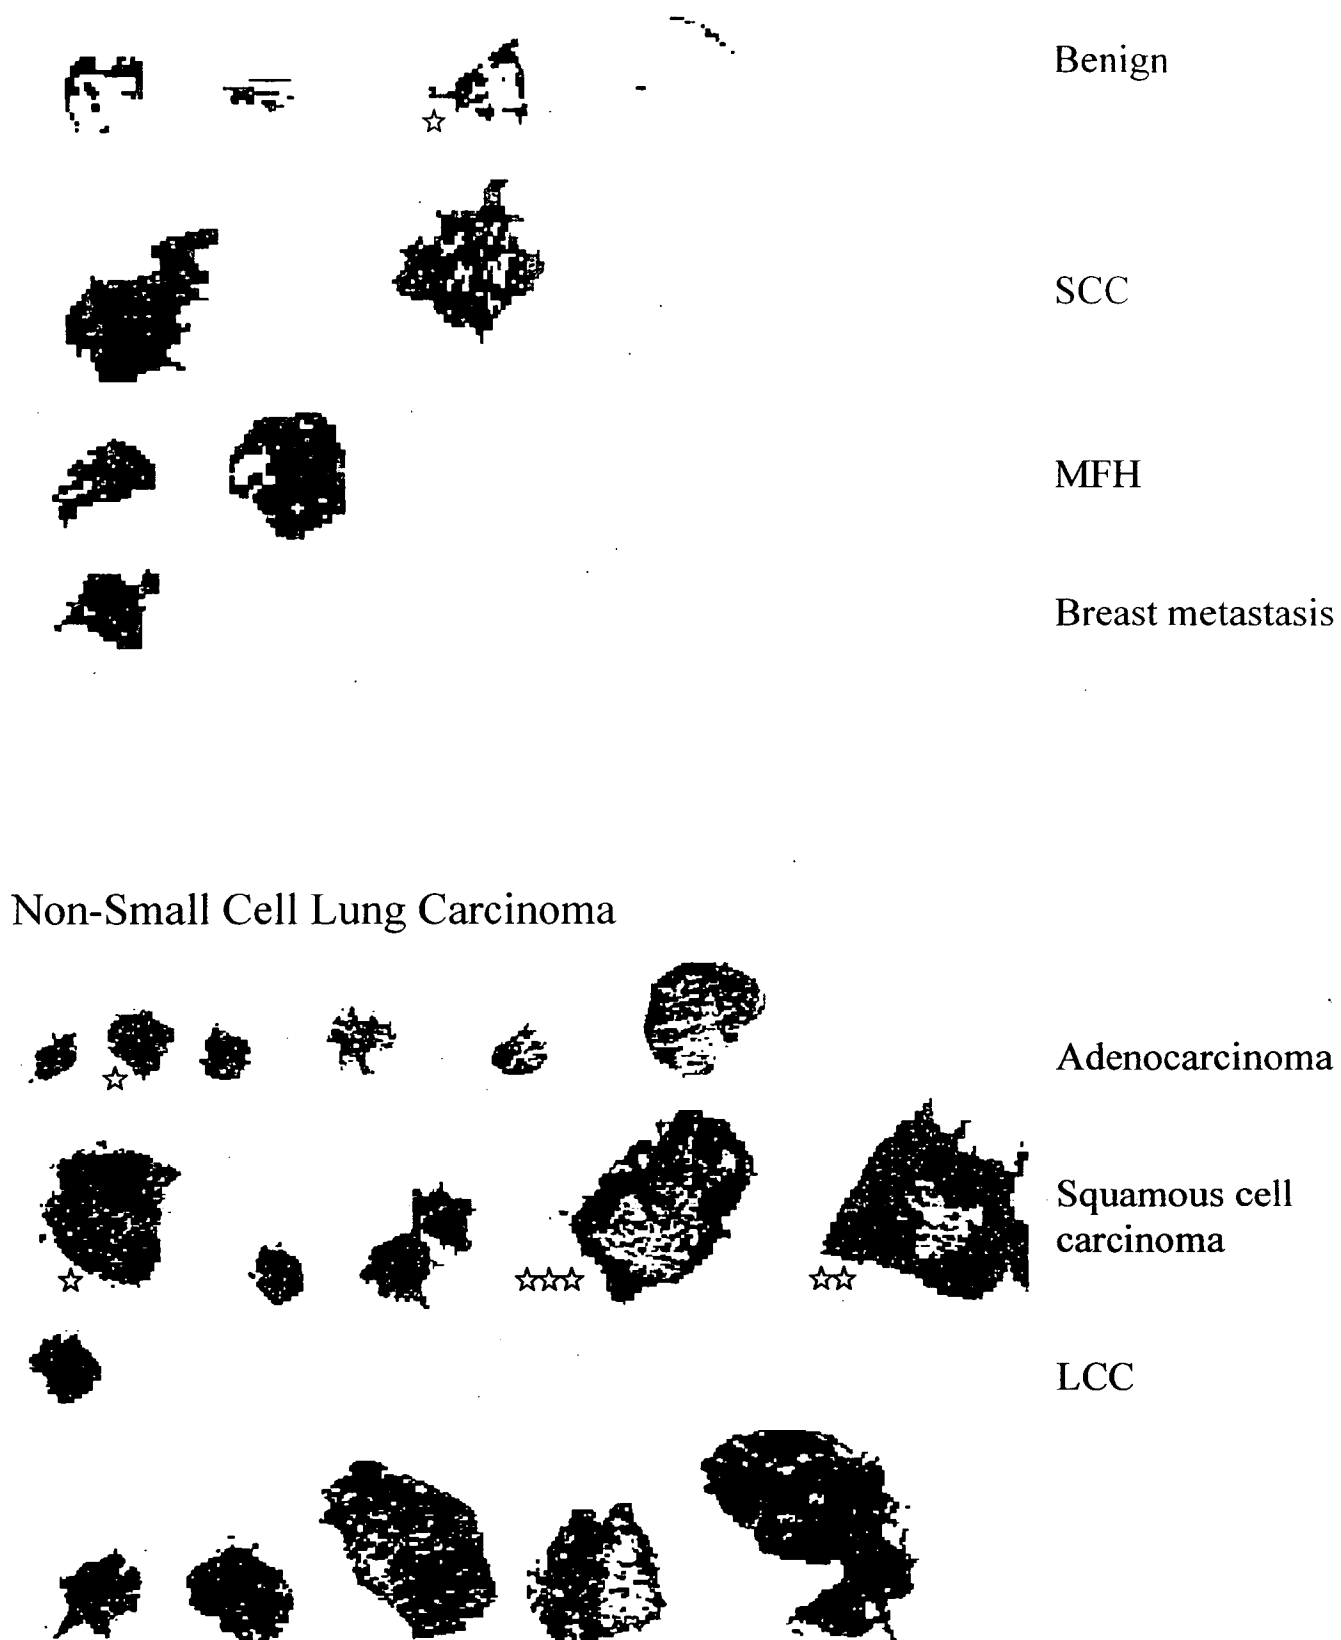 Benign
SCC
MFH
Breast metastasis
Non-Small Cell Lung Carcinoma
Adenocarcinoma
Squamous cell
carcinoma
LCC